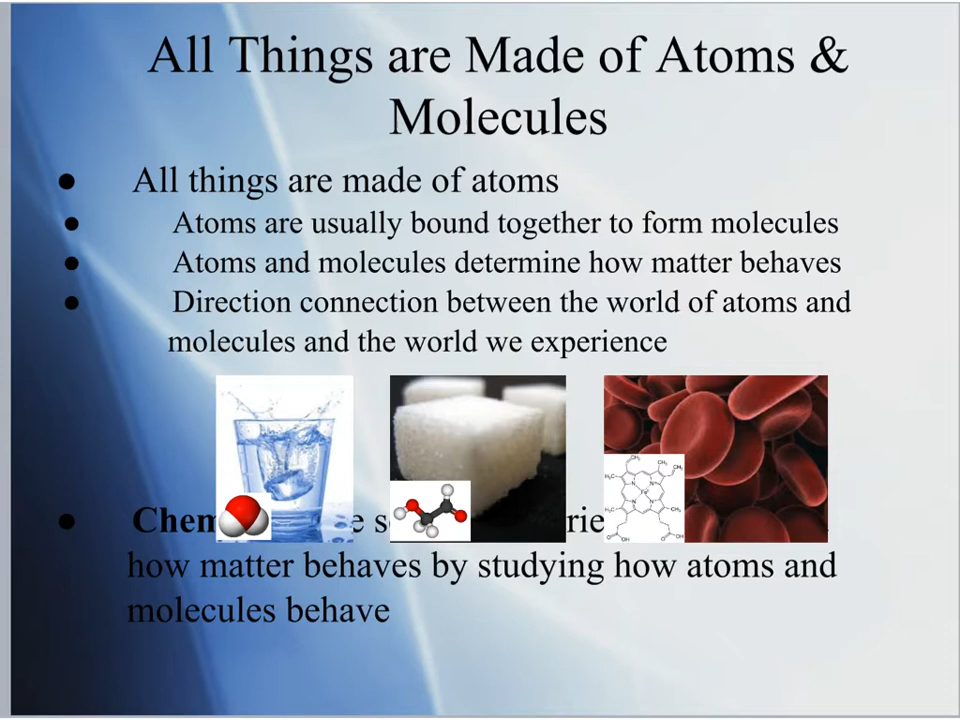 All Things are Made of Atoms &
Molecules
● All things are made of atoms
● Atoms are usually bound together to form molecules
● Atoms and molecules determine how matter behaves
● Direction connection between the world of atoms and
molecules and the world we experience
● Chem
how matter behaves by studying how atoms and
molecules behave